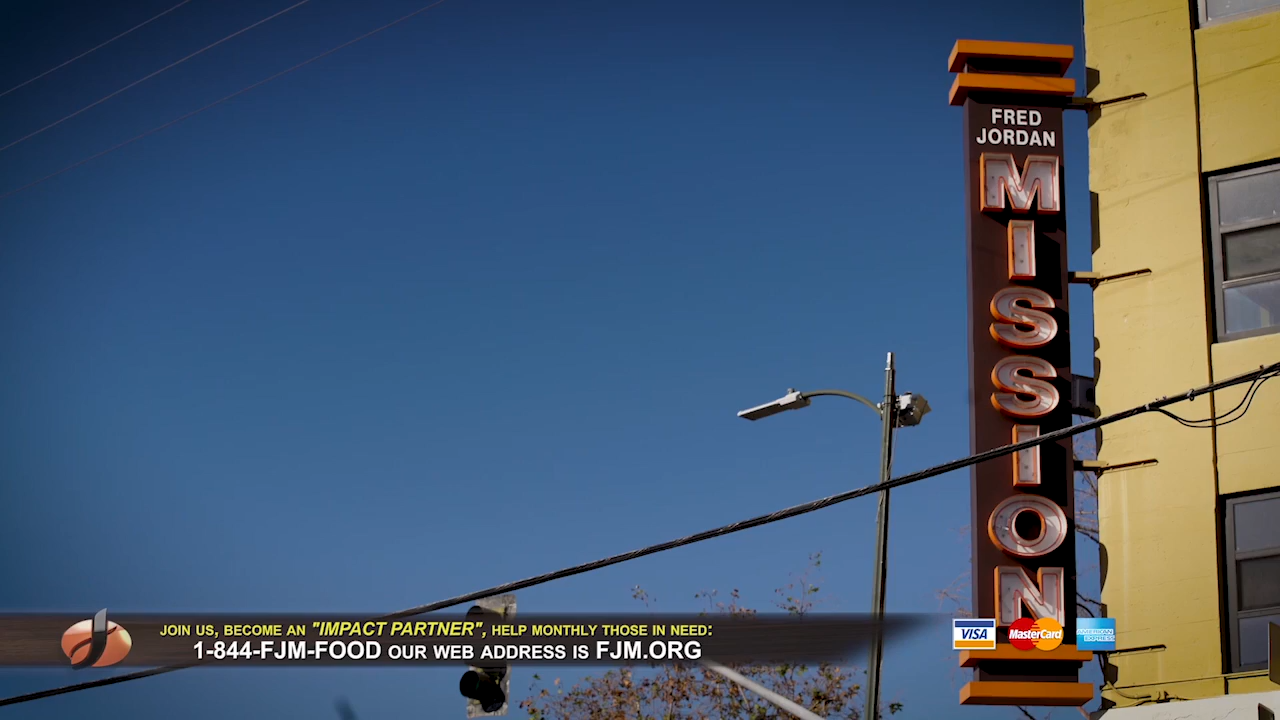 FRED
JORDAN
MISSION
JOIN US, BECOME AN "IMPACT PARTNER", HELP MONTHLY THOSE IN NEED:
1-844-FJM-FOOD OUR WEB ADDRESS IS FJM.ORG
VISA
MasterCard
AMERICAN
EXPRESS